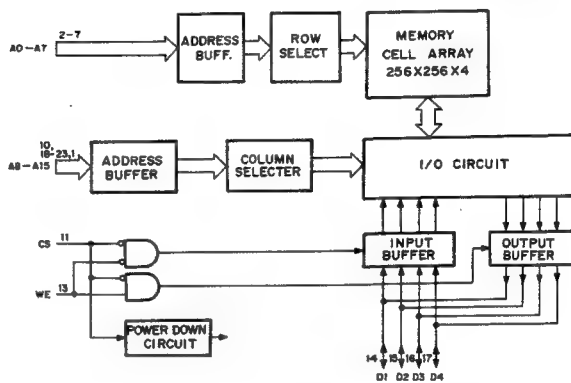 A0-A7
2-7
ADDRESS
BUFF.
ROW
SELECT
MEMORY
CELL ARRAY
256X256X4
10,
18-23,1
A8-A15
ADDRESS
BUFFER
COLUMN
SELECTER
I/O CIRCUIT
CS
11
INPUT
BUFFER
OUTPUT
BUFFER
WE
13
POWER DOWN
CIRCUIT
14
15
16
17
D1
D2
D3
D4